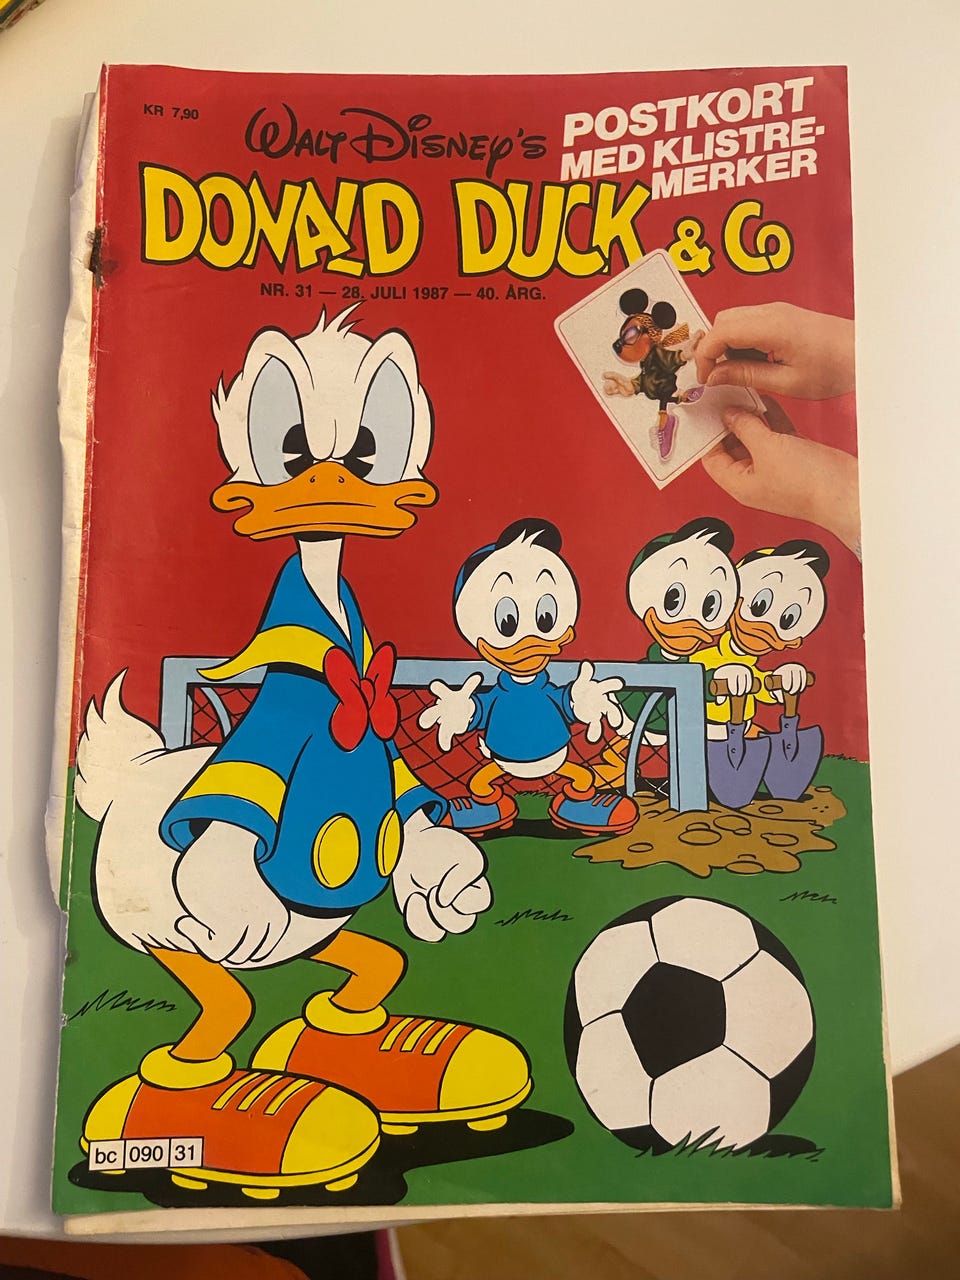 KR 7,90
WALT DISNEY'S
POSTKORT
MED KLISTRE-
MERKER
DONALD DUCK & CO
NR. 31 — 28. JULI 1987 — 40. ÅRG.
bc 090 31